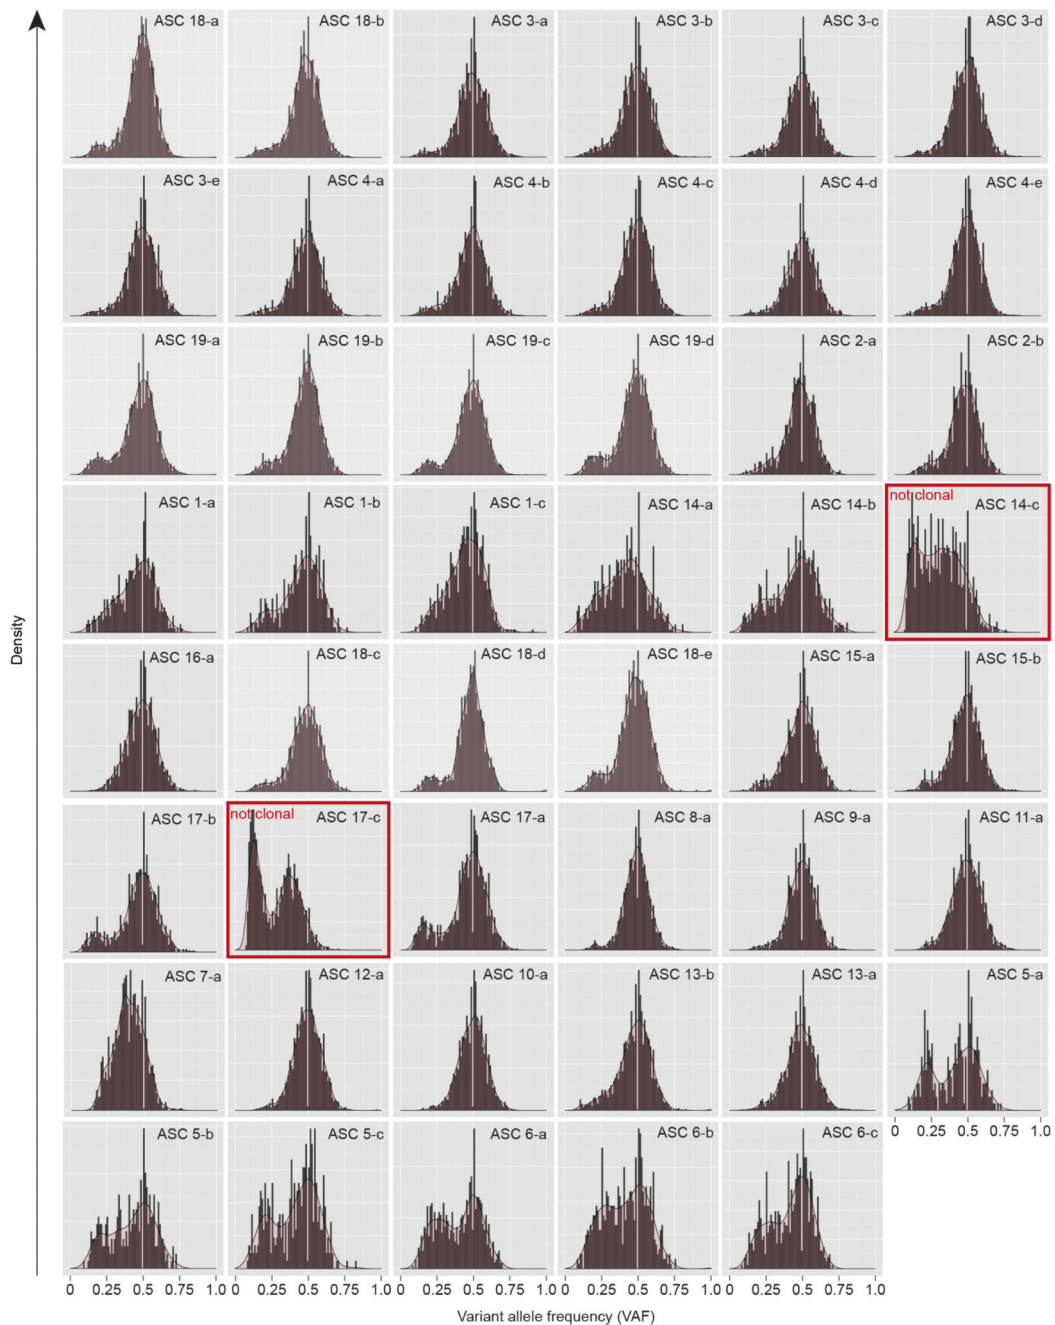 ASC 18-a ASC 18-b ASC 3-a ASC 3-b ASC 3-c ASC 3-d
ASC 3-e ASC 4-a ASC 4-b ASC 4-c ASC 4-d ASC 4-e
ASC 19-a ASC 19-b ASC 19-c ASC 19-d ASC 2-a ASC 2-b
ASC 1-a ASC 1-b ASC 1-c ASC 14-a ASC 14-b not clonal ASC 14-c
Density
ASC 16-a ASC 18-c ASC 18-d ASC 18-e ASC 15-a ASC 15-b
ASC 17-b not clonal ASC 17-c ASC 17-a ASC 8-a ASC 9-a ASC 11-a
ASC 7-a ASC 12-a ASC 10-a ASC 13-b ASC 13-a ASC 5-a
0 0.25 0.5 0.75 1.0
ASC 5-b ASC 5-c ASC 6-a ASC 6-b ASC 6-c
0 0.25 0.5 0.75 1.0 0 0.25 0.5 0.75 1.0 0 0.25 0.5 0.75 1.0 0 0.25 0.5 0.75 1.0 0 0.25 0.5 0.75 1.0
Variant allele frequency (VAF)